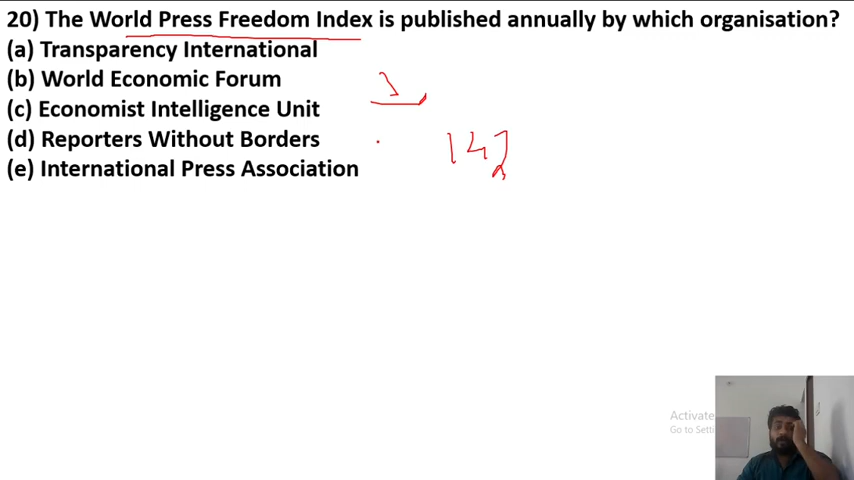 20) The World Press Freedom Index is published annually by which organisation?
(a) Transparency International
(b) World Economic Forum
(c) Economist Intelligence Unit
(d) Reporters Without Borders
(e) International Press Association
142
Activate
Go to Setti